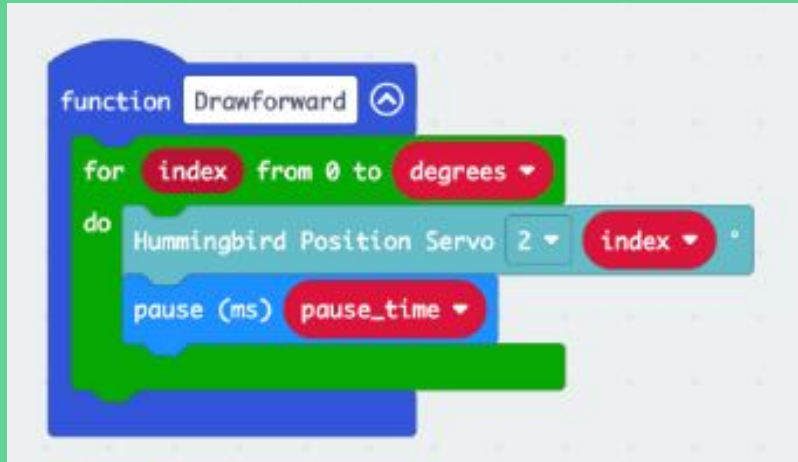 function Drawforward
for index from 0 to degrees
do
Hummingbird Position Servo 2 index °
pause (ms) pause_time